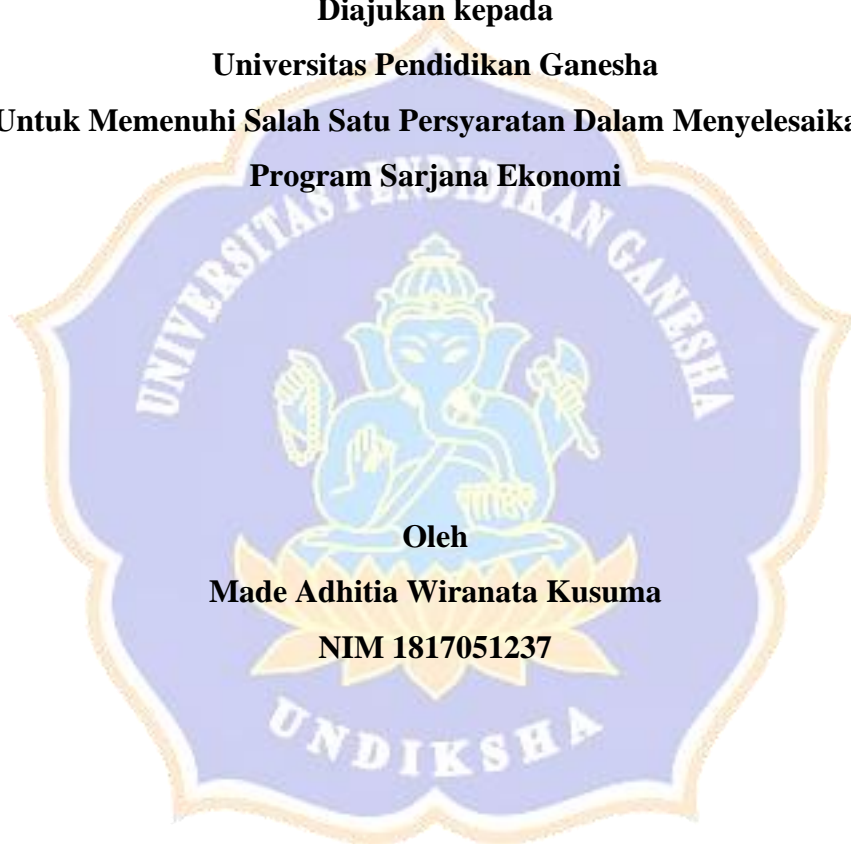 Diajukan kepada
Universitas Pendidikan Ganesha
Untuk Memenuhi Salah Satu Persyaratan Dalam Menyelesaika
Program Sarjana Ekonomi
UNIVERSITAS PENDIDIKAN GANESHA
Oleh
Made Adhitia Wiranata Kusuma
NIM 1817051237
UNDIKSHA